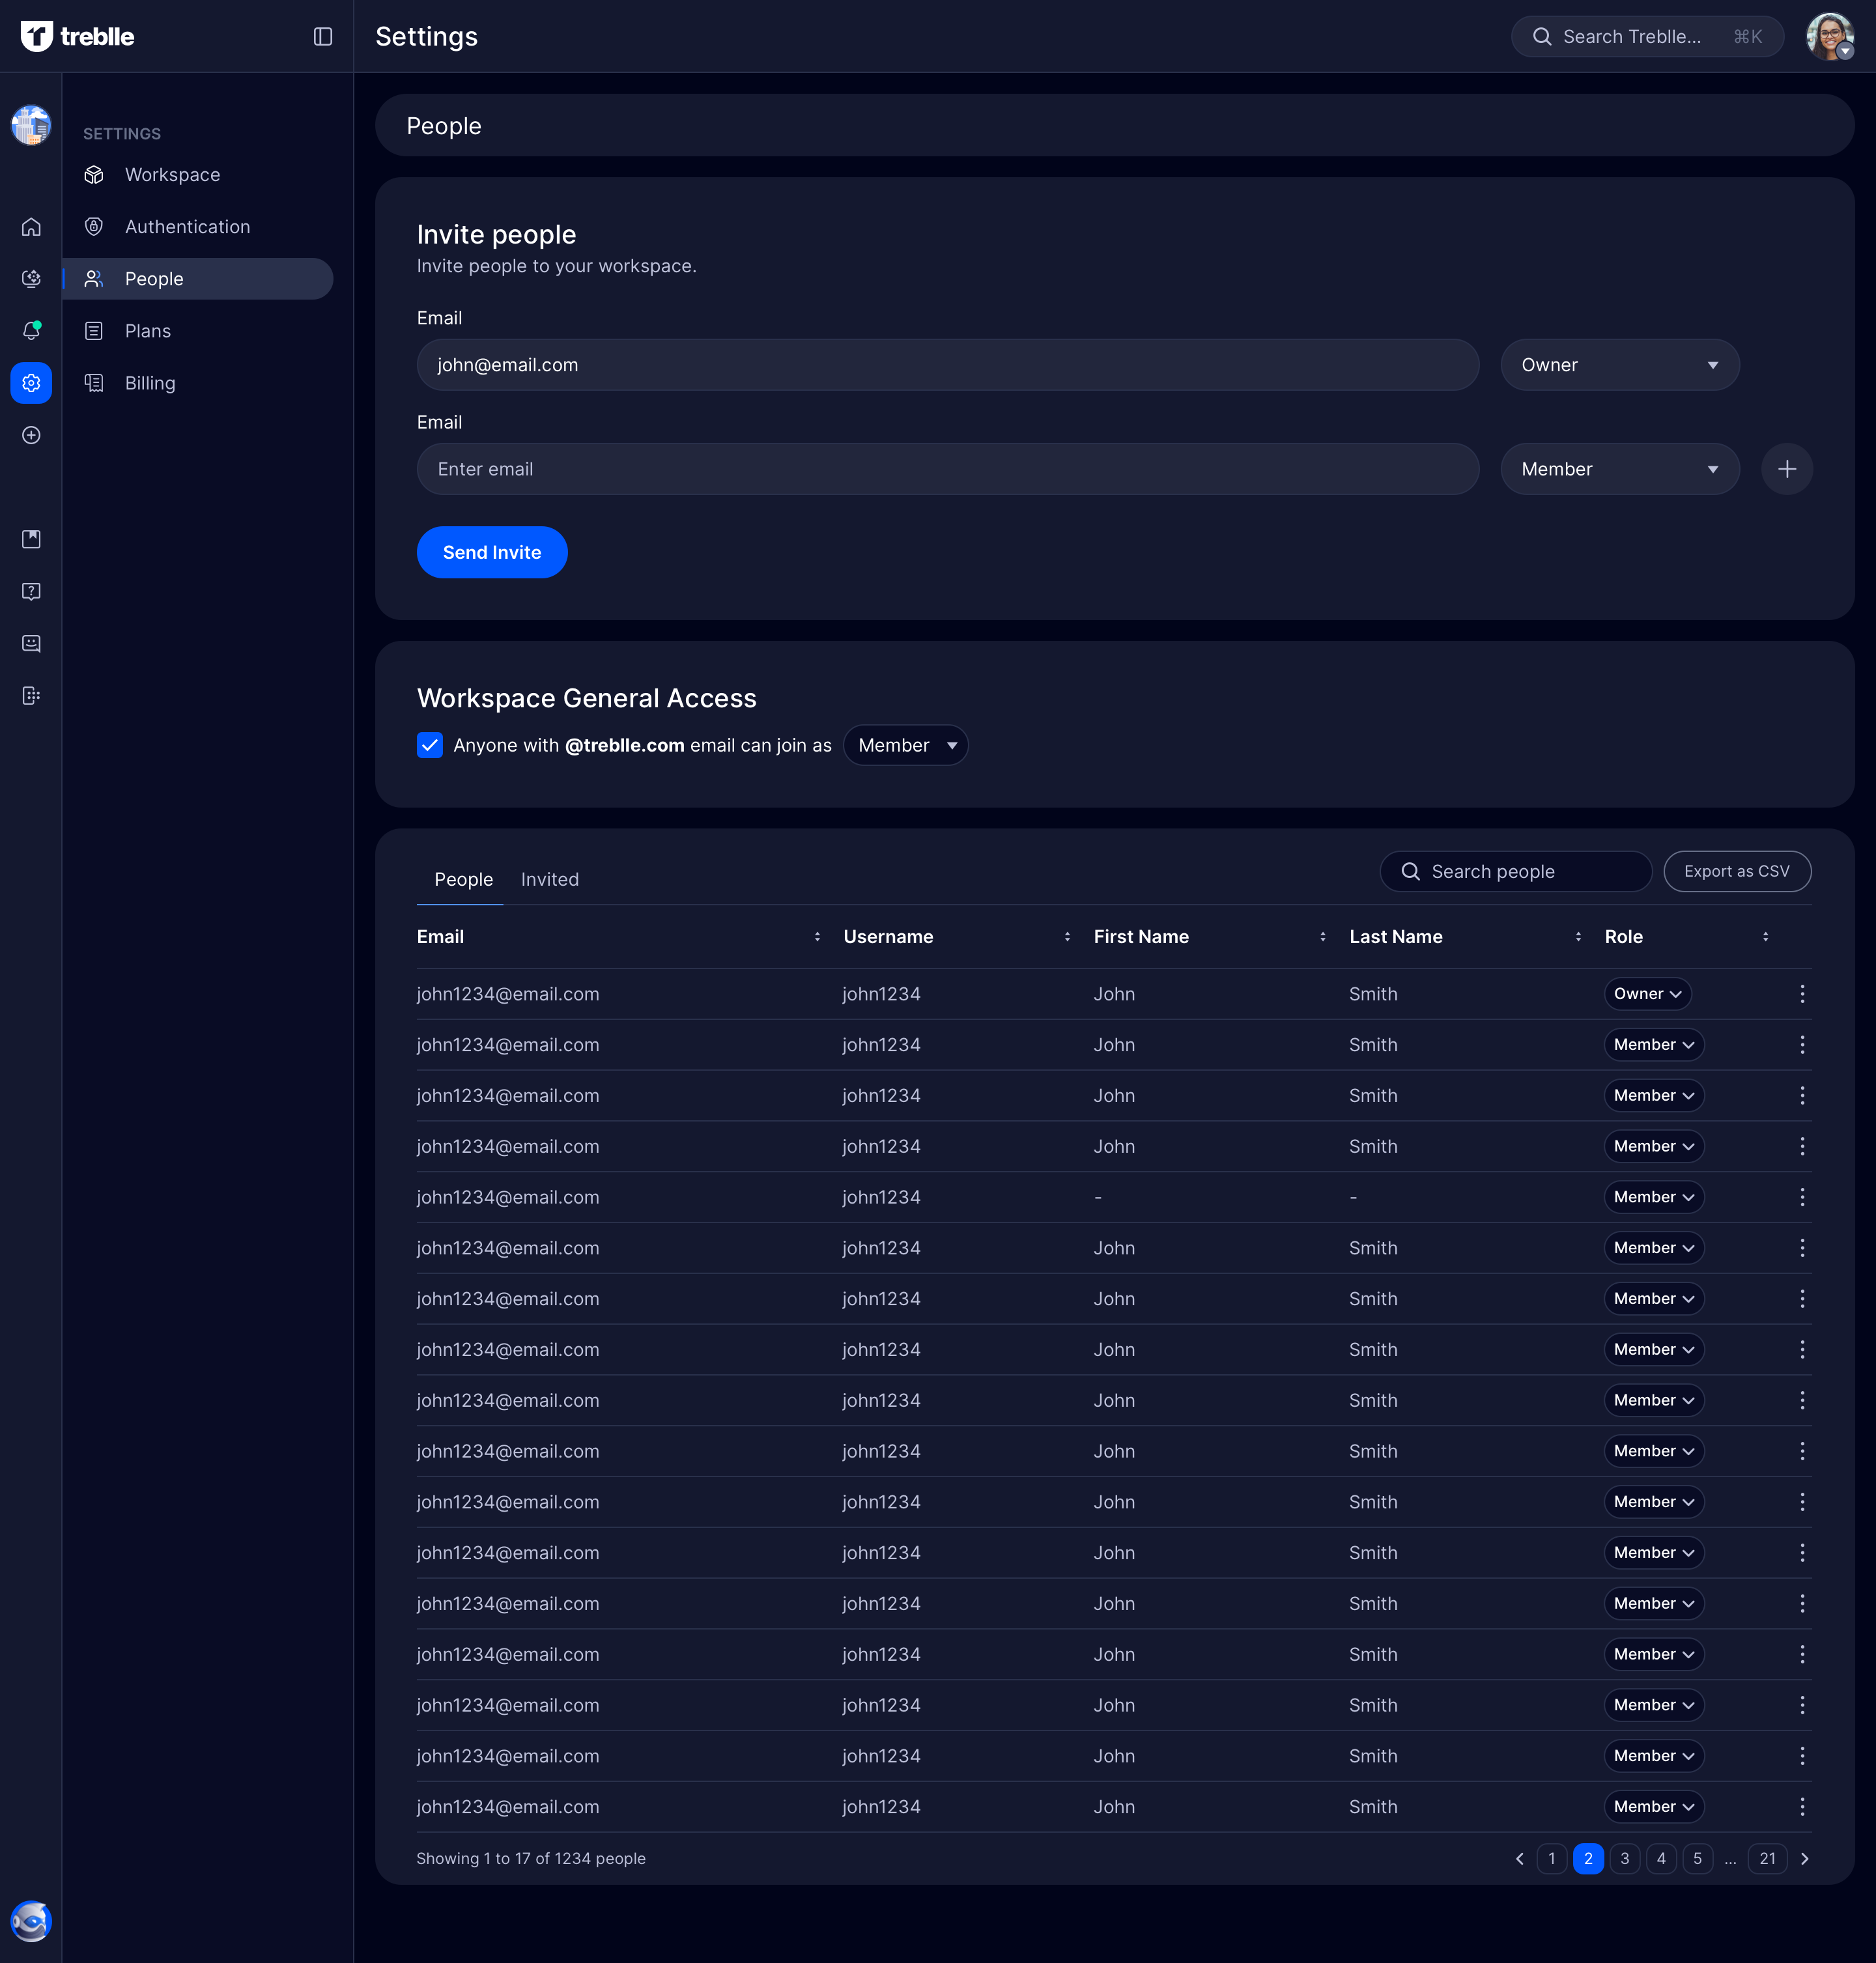 treblle
Settings
Search Treblle... ⌘K
SETTINGS
Workspace
Authentication
People
Plans
Billing
People
Invite people
Invite people to your workspace.
Email
john@email.com Owner
Email
Enter email Member
Send Invite
Workspace General Access
Anyone with @treblle.com email can join as Member
People Invited Search people Export as CSV
Email Username First Name Last Name Role
john1234@email.com john1234 John Smith Owner
john1234@email.com john1234 John Smith Member
john1234@email.com john1234 John Smith Member
john1234@email.com john1234 John Smith Member
john1234@email.com john1234 - - Member
john1234@email.com john1234 John Smith Member
john1234@email.com john1234 John Smith Member
john1234@email.com john1234 John Smith Member
john1234@email.com john1234 John Smith Member
john1234@email.com john1234 John Smith Member
john1234@email.com john1234 John Smith Member
john1234@email.com john1234 John Smith Member
john1234@email.com john1234 John Smith Member
john1234@email.com john1234 John Smith Member
john1234@email.com john1234 John Smith Member
john1234@email.com john1234 John Smith Member
john1234@email.com john1234 John Smith Member
Showing 1 to 17 of 1234 people 1 2 3 4 5 ... 21